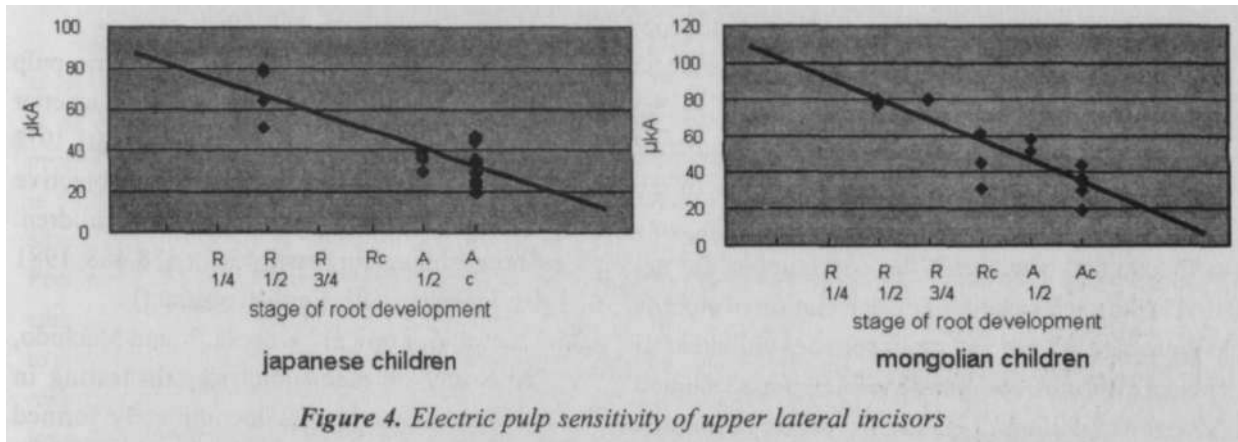 100
80
60
40
20
0
µkA
R R R Rc A A
1/4 1/2 3/4 1/2 c
stage of root development
japanese children
120
100
80
60
40
20
0
µkA
R R R Rc A Ac
1/4 1/2 3/4 1/2
stage of root development
mongolian children
Figure 4. Electric pulp sensitivity of upper lateral incisors